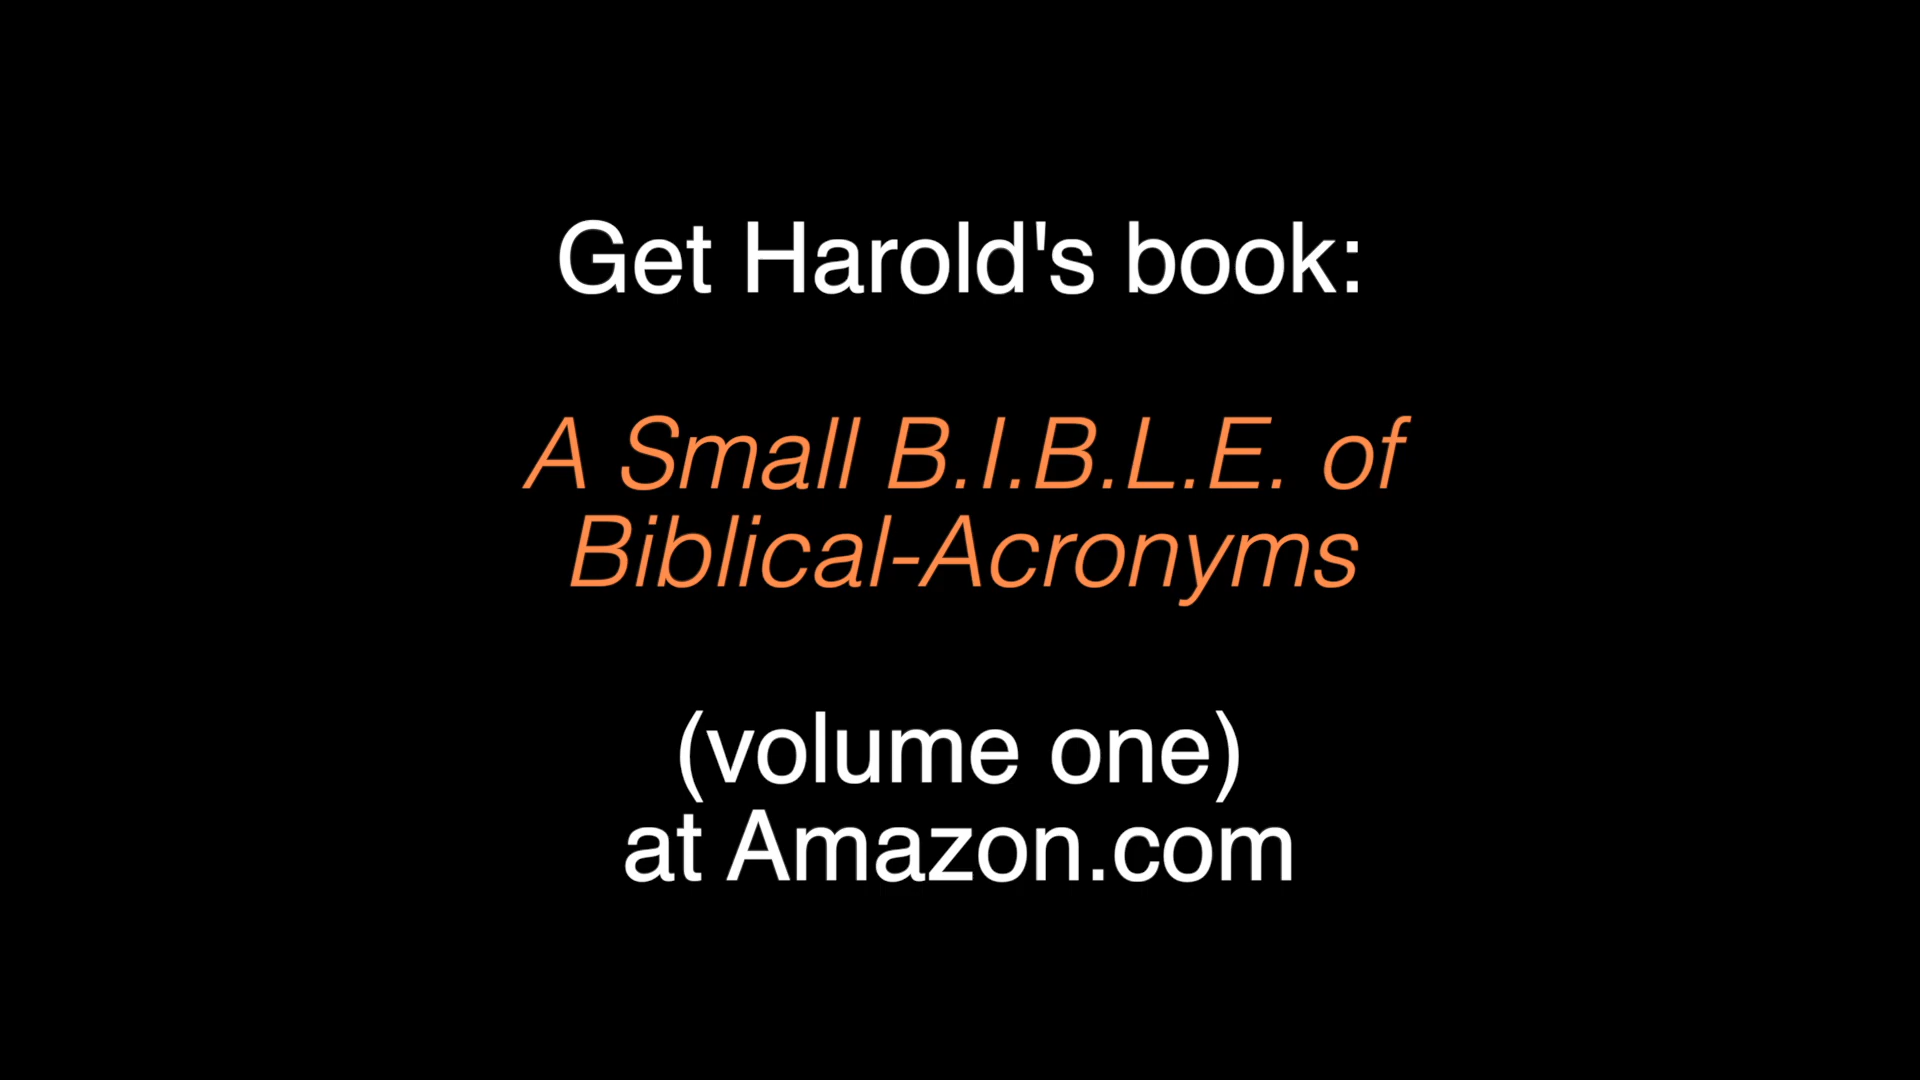 Get Harold's book:
A Small B.I.B.L.E. of
Biblical-Acronyms
(volume one)
at Amazon.com